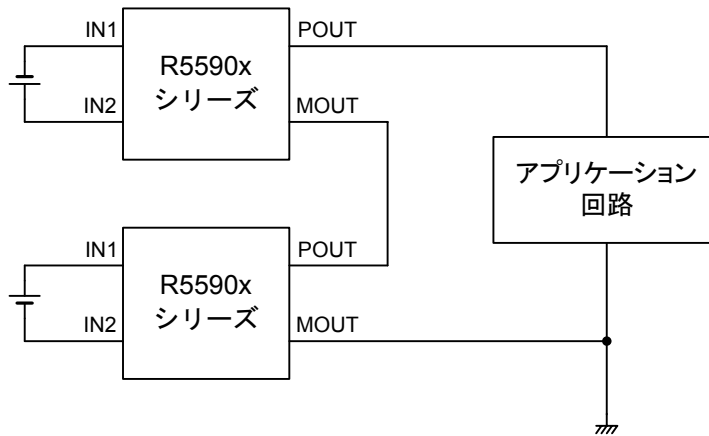 IN1
POUT
R5590x
シリーズ
IN2
MOUT
アプリケーション
回路
IN1
POUT
R5590x
シリーズ
IN2
MOUT